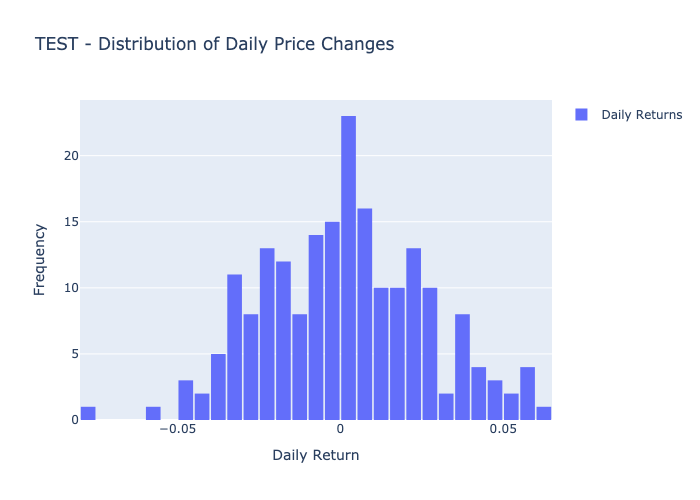 TEST - Distribution of Daily Price Changes
Daily Returns
Frequency
20
15
10
5
0
−0.05
0
0.05
Daily Return